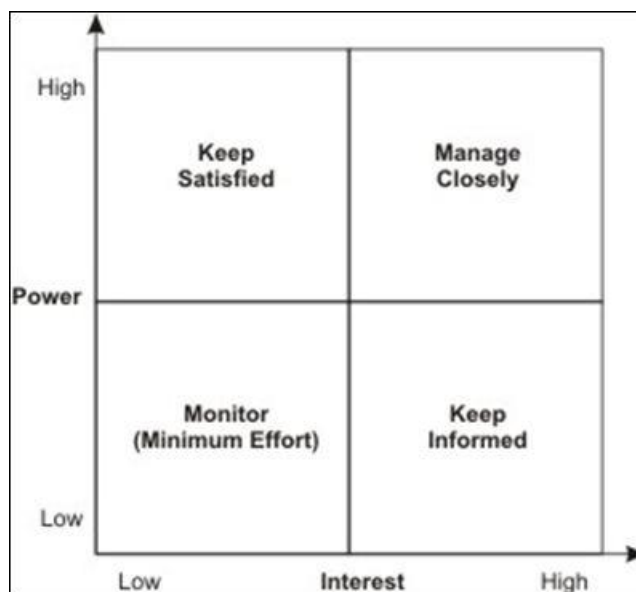 High
Keep
Satisfied
Manage
Closely
Power
Monitor
(Minimum Effort)
Keep
Informed
Low
Low
Interest
High